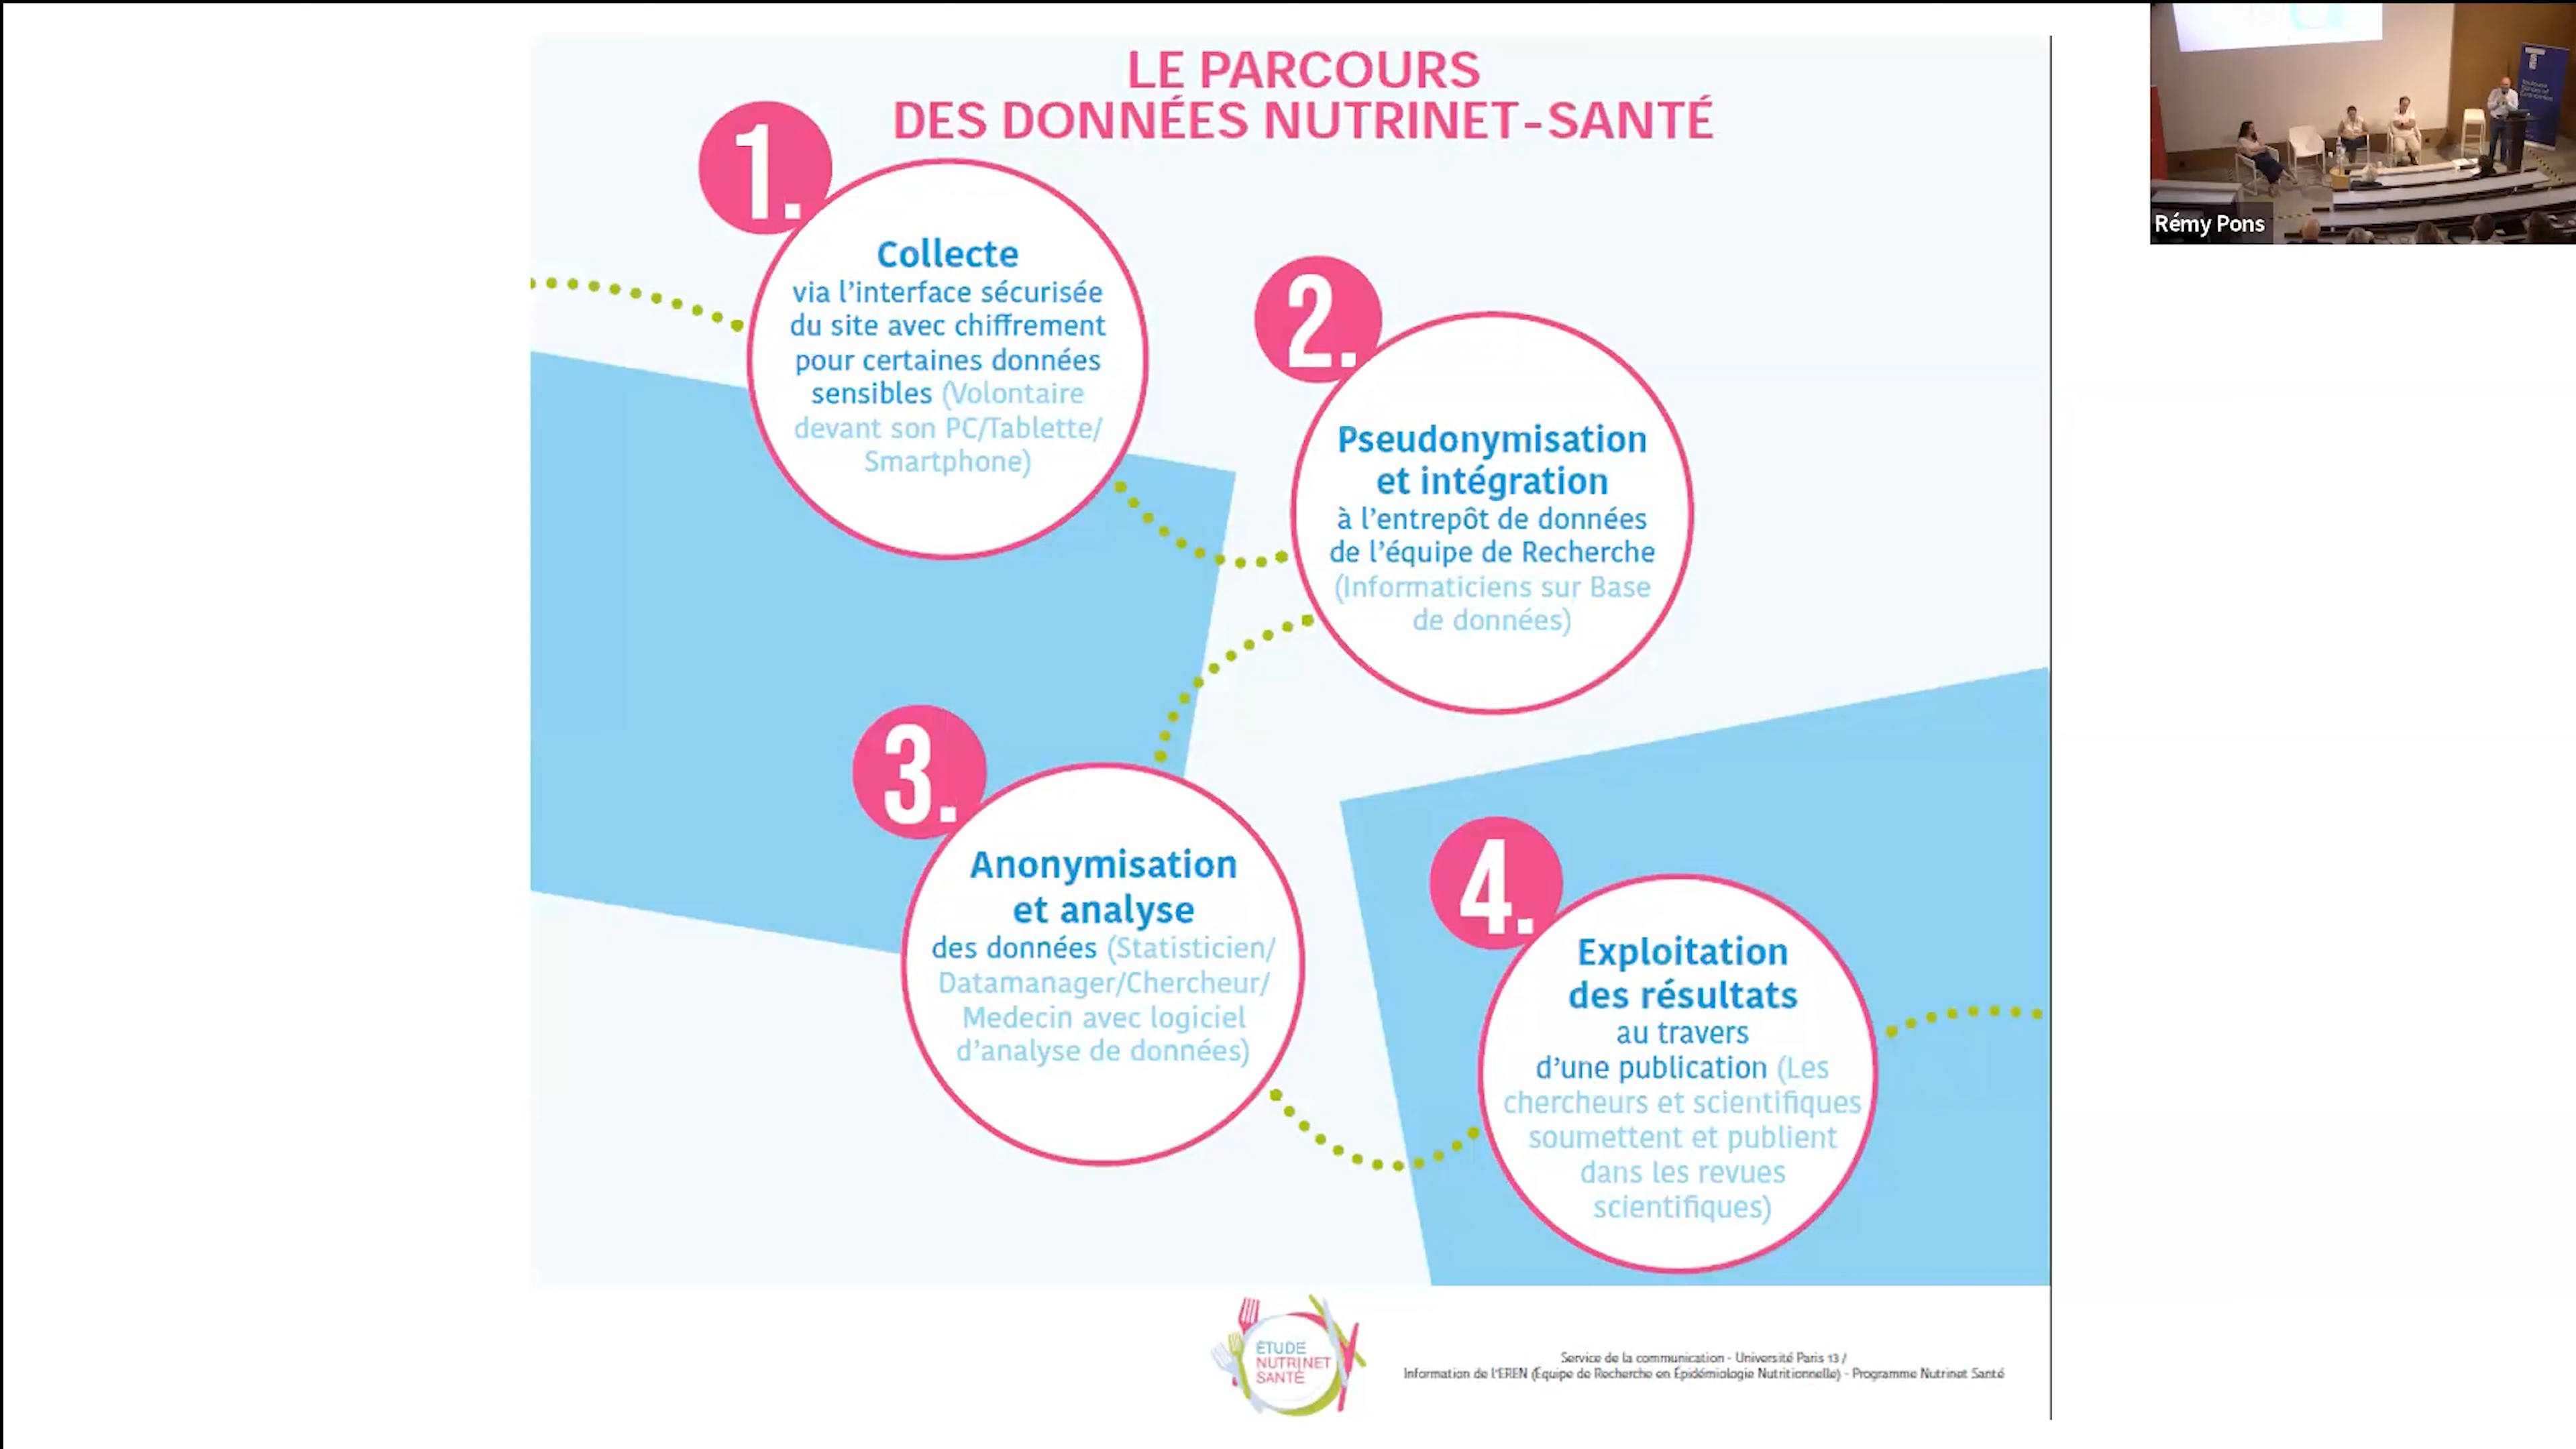 LE PARCOURS
DES DONNÉES NUTRINET-SANTÉ
1.
Collecte
via l'interface sécurisée
du site avec chiffrement
pour certaines données
sensibles (Volontaire
devant son PC/Tablette/
Smartphone)
2.
Pseudonymisation
et intégration
à l'entrepôt de données
de l'équipe de Recherche
(Informaticiens sur Base
de données)
3.
Anonymisation
et analyse
des données (Statisticien/
Datamanager/Chercheur/
Medecin avec logiciel
d'analyse de données)
4.
Exploitation
des résultats
au travers
d'une publication (Les
chercheurs et scientifiques
soumettent et publient
dans les revues
scientifiques)
ÉTUDE
NUTRINET
SANTÉ
Service de la communication - Université Paris 13 /
Information de L'EREN (Équipe de Recherche en Épidémiologie Nutritionnelle) - Programme Nutrinet Santé
Rémy Pons